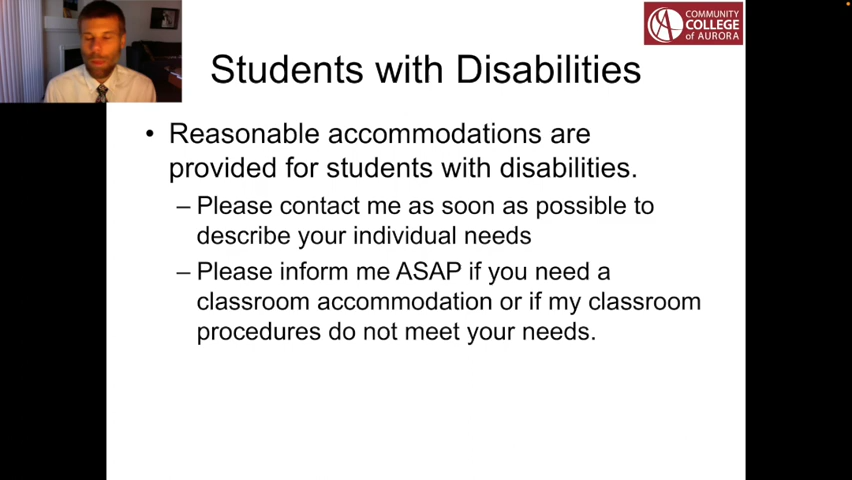 COMMUNITY
COLLEGE
of AURORA
Students with Disabilities
• Reasonable accommodations are
provided for students with disabilities.
– Please contact me as soon as possible to
describe your individual needs
– Please inform me ASAP if you need a
classroom accommodation or if my classroom
procedures do not meet your needs.